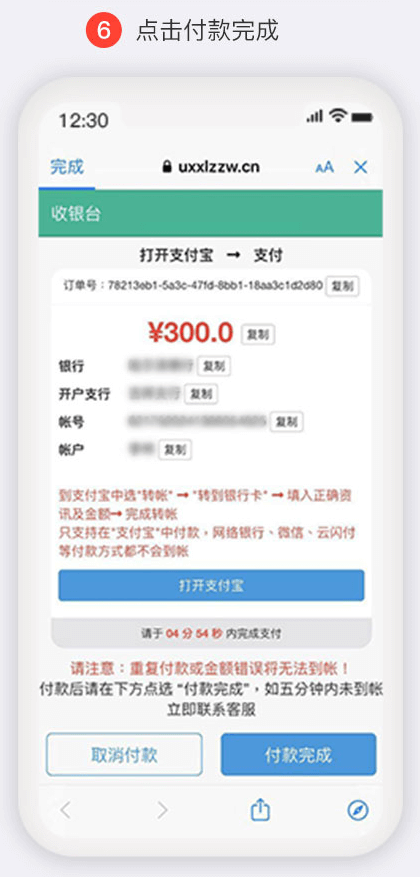 6 点击付款完成
12:30
完成 uxxlzzw.cn AA
收银台
打开支付宝 → 支付
订单号：78213eb1-5a3c-47fd-8bb1-18aa3c1d2d80 复制
¥300.0 复制
银行 复制
开户支行 复制
帐号 复制
帐户 复制
到支付宝中选"转帐" → "转到银行卡" → 填入正确资
讯及金额→ 完成转帐
只支持在"支付宝"中付款，网络银行、微信、云闪付
等付款方式都不会到帐
打开支付宝
请于 04 分 54 秒 内完成支付
请注意：重复付款或金额错误将无法到帐！
付款后请在下方点选 “付款完成”，如五分钟内未到帐
立即联系客服
取消付款 付款完成